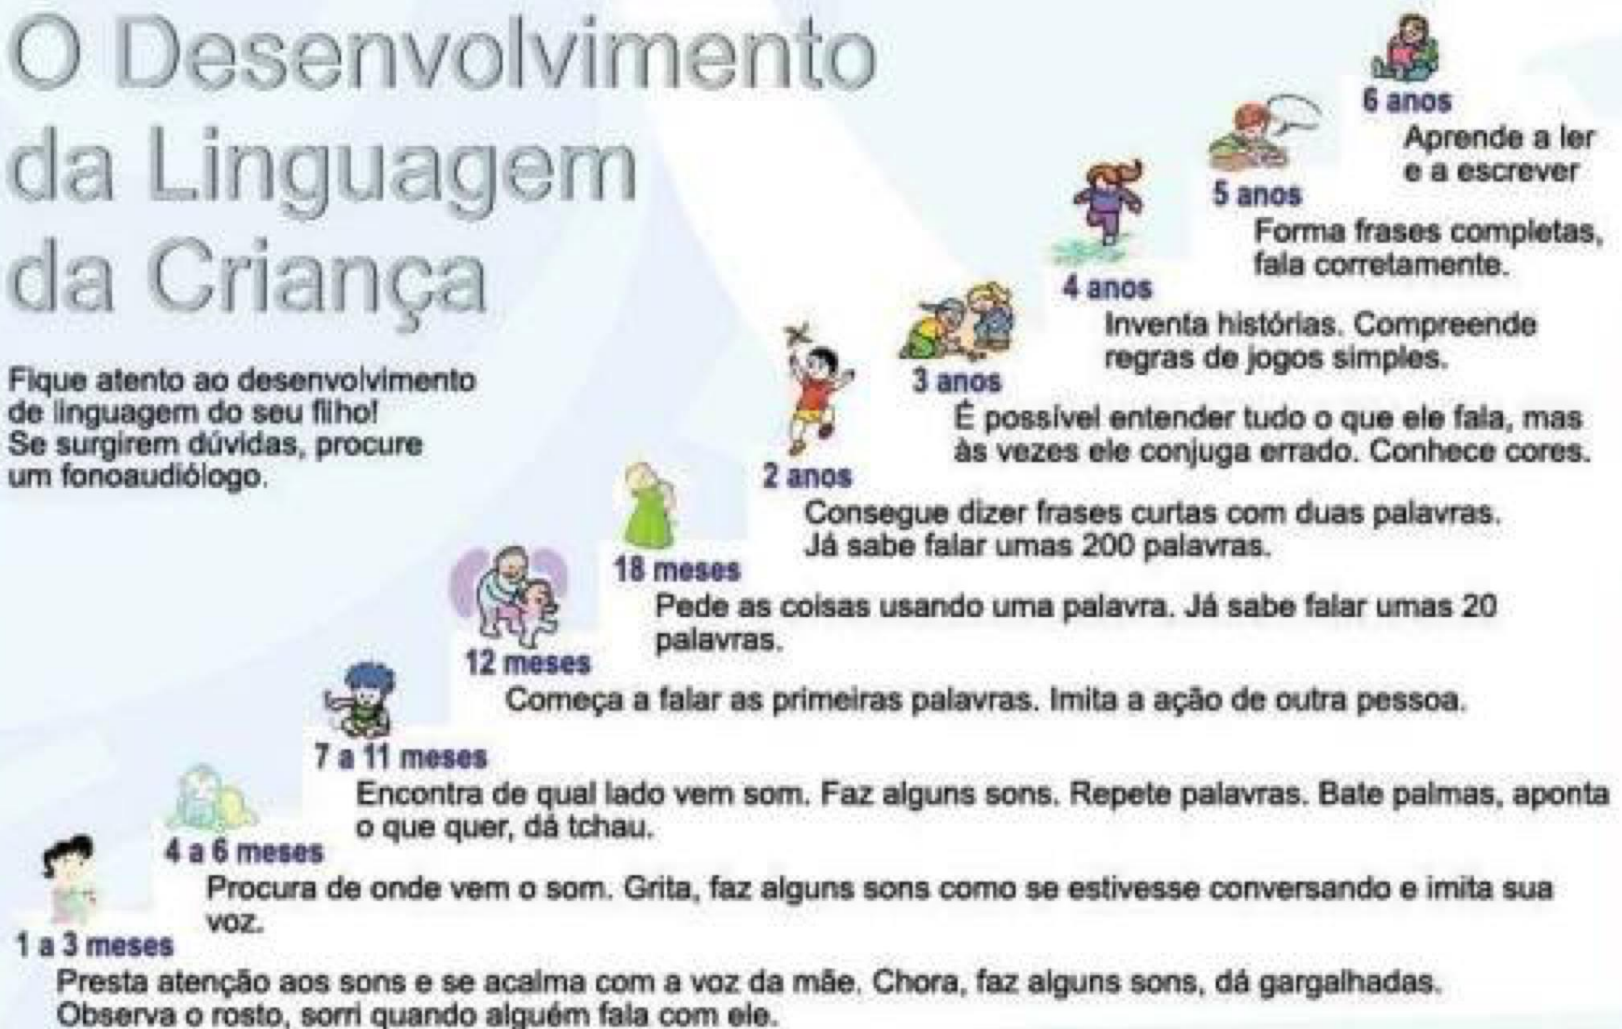 O Desenvolvimento
da Linguagem
da Criança
Fique atento ao desenvolvimento
de linguagem do seu filho!
Se surgirem dúvidas, procure
um fonoaudiólogo.
6 anos
Aprende a ler
e a escrever
5 anos
Forma frases completas,
fala corretamente.
4 anos
Inventa histórias. Compreende
regras de jogos simples.
3 anos
É possível entender tudo o que ele fala, mas
às vezes ele conjuga errado. Conhece cores.
2 anos
Consegue dizer frases curtas com duas palavras.
Já sabe falar umas 200 palavras.
18 meses
Pede as coisas usando uma palavra. Já sabe falar umas 20
palavras.
12 meses
Começa a falar as primeiras palavras. Imita a ação de outra pessoa.
7 a 11 meses
Encontra de qual lado vem som. Faz alguns sons. Repete palavras. Bate palmas, aponta
o que quer, dá tchau.
4 a 6 meses
Procura de onde vem o som. Grita, faz alguns sons como se estivesse conversando e imita sua
voz.
1 a 3 meses
Presta atenção aos sons e se acalma com a voz da mãe. Chora, faz alguns sons, dá gargalhadas.
Observa o rosto, sorri quando alguém fala com ele.